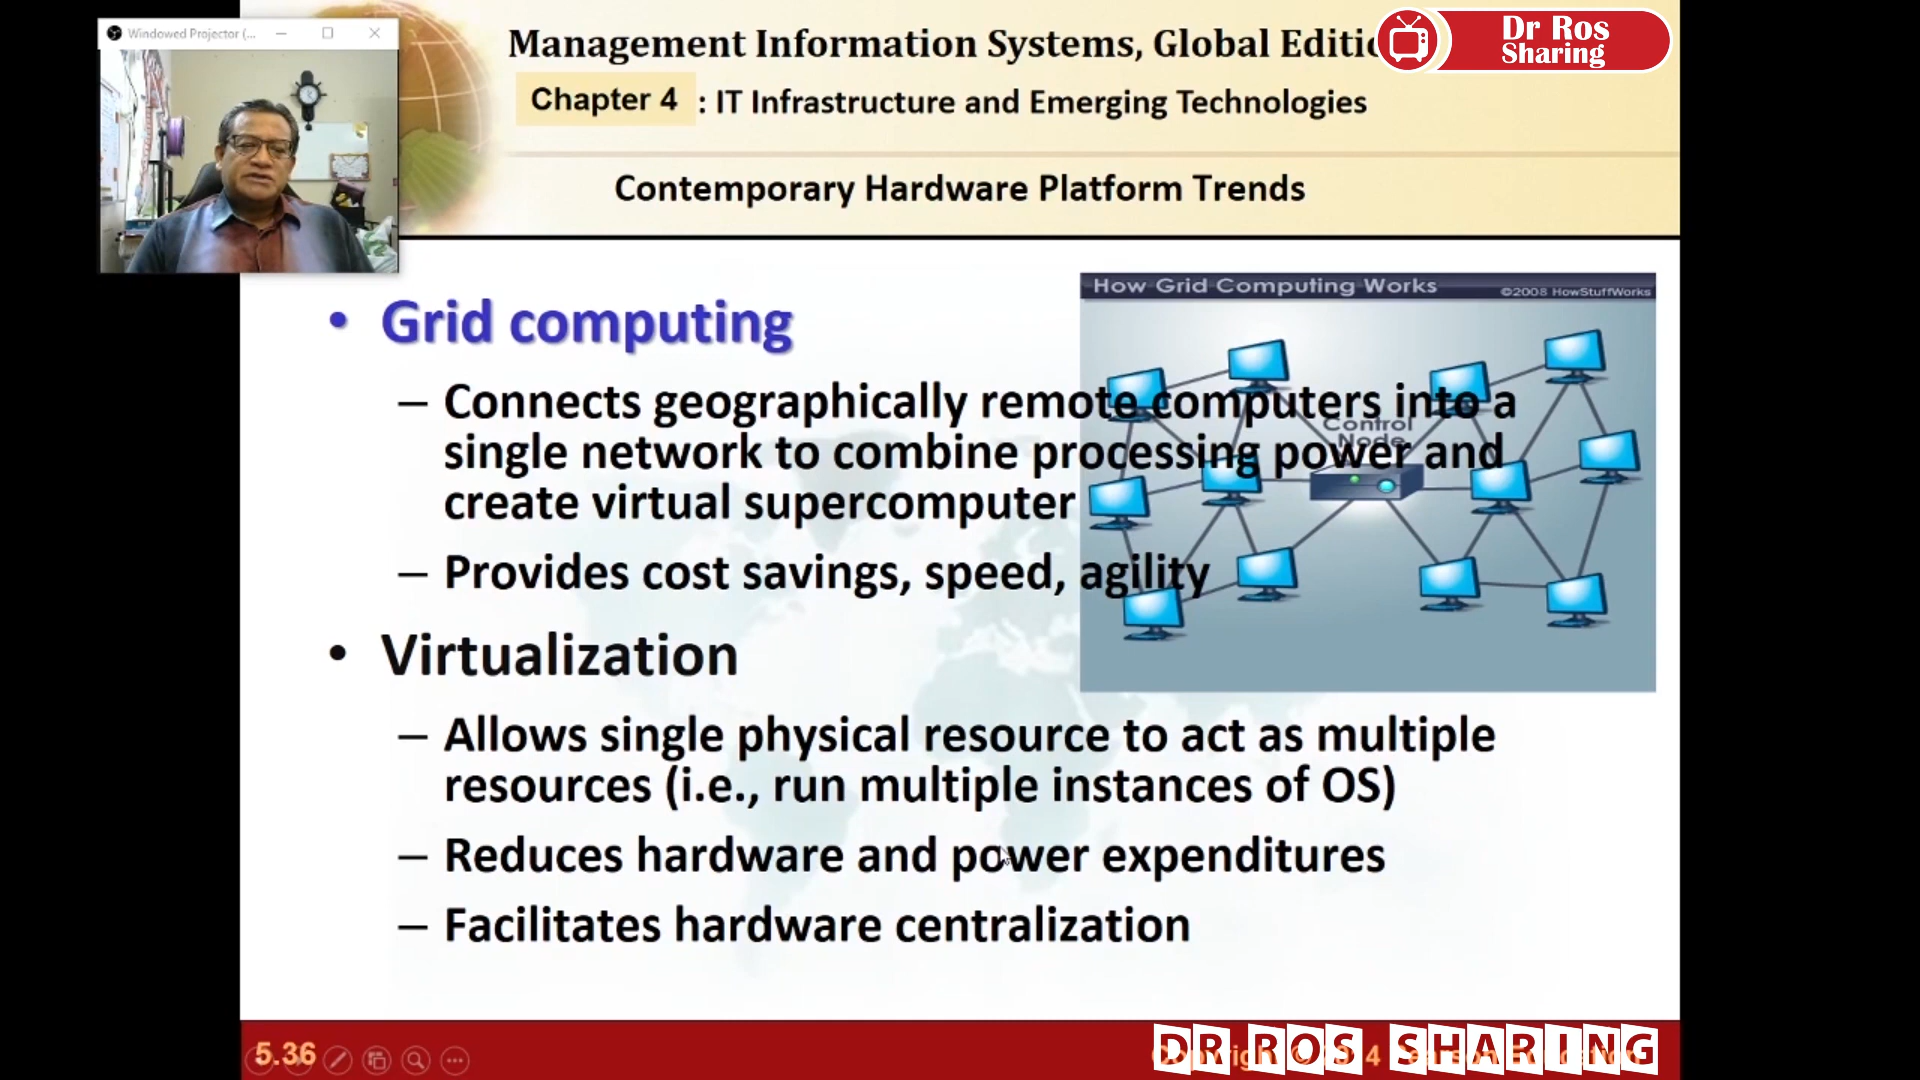 Windowed Projector (...
Management Information Systems, Global Editi
Dr Ros
Sharing
Chapter 4 : IT Infrastructure and Emerging Technologies
Contemporary Hardware Platform Trends
• Grid computing
How Grid Computing Works
©2008 HowStuffWorks
– Connects geographically remote computers into a
single network to combine processing power and
create virtual supercomputer
Control
Node
– Provides cost savings, speed, agility
• Virtualization
– Allows single physical resource to act as multiple
resources (i.e., run multiple instances of OS)
– Reduces hardware and power expenditures
– Facilitates hardware centralization
5.36
DR ROS SHARING